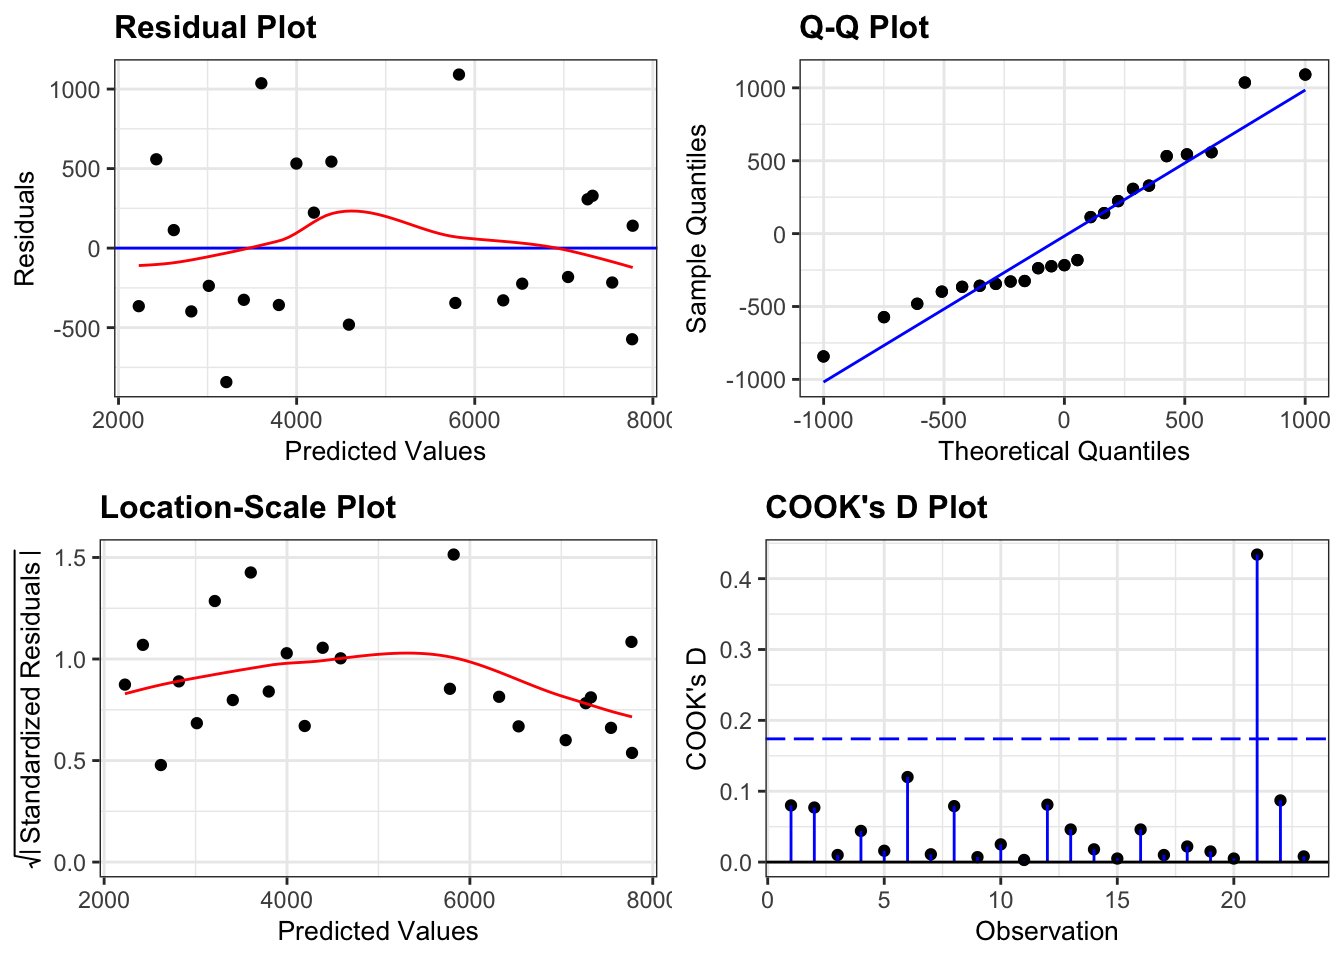 Residual Plot
1000
500
0
-500
2000 4000 6000 8000
Predicted Values
Residuals
Q-Q Plot
1000
500
0
-500
-1000
-1000 -500 0 500 1000
Theoretical Quantiles
Sample Quantiles
Location-Scale Plot
1.5
1.0
0.5
0.0
2000 4000 6000 8000
Predicted Values
√| Standardized Residuals |
COOK's D Plot
0.4
0.3
0.2
0.1
0.0
0 5 10 15 20
Observation
COOK's D